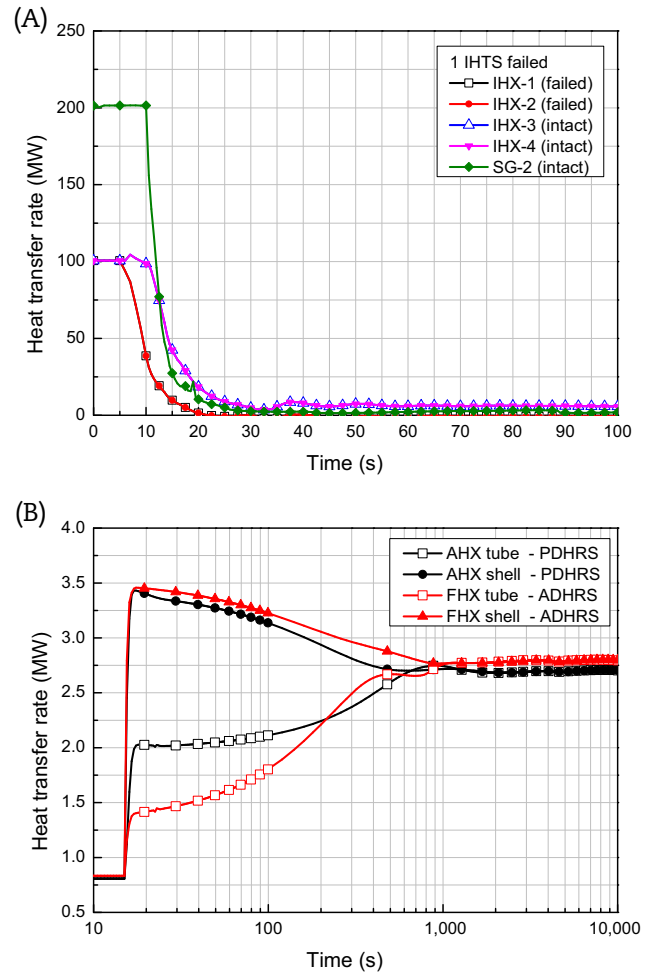 (A)
250
200
150
100
50
0
Heat transfer rate (MW)
1 IHTS failed
IHX-1 (failed)
IHX-2 (failed)
IHX-3 (intact)
IHX-4 (intact)
SG-2 (intact)
0 10 20 30 40 50 60 70 80 90 100
Time (s)
(B)
4.0
3.5
3.0
2.5
2.0
1.5
1.0
0.5
Heat transfer rate (MW)
AHX tube - PDHRS
AHX shell - PDHRS
FHX tube - ADHRS
FHX shell - ADHRS
10 100 1,000 10,000
Time (s)